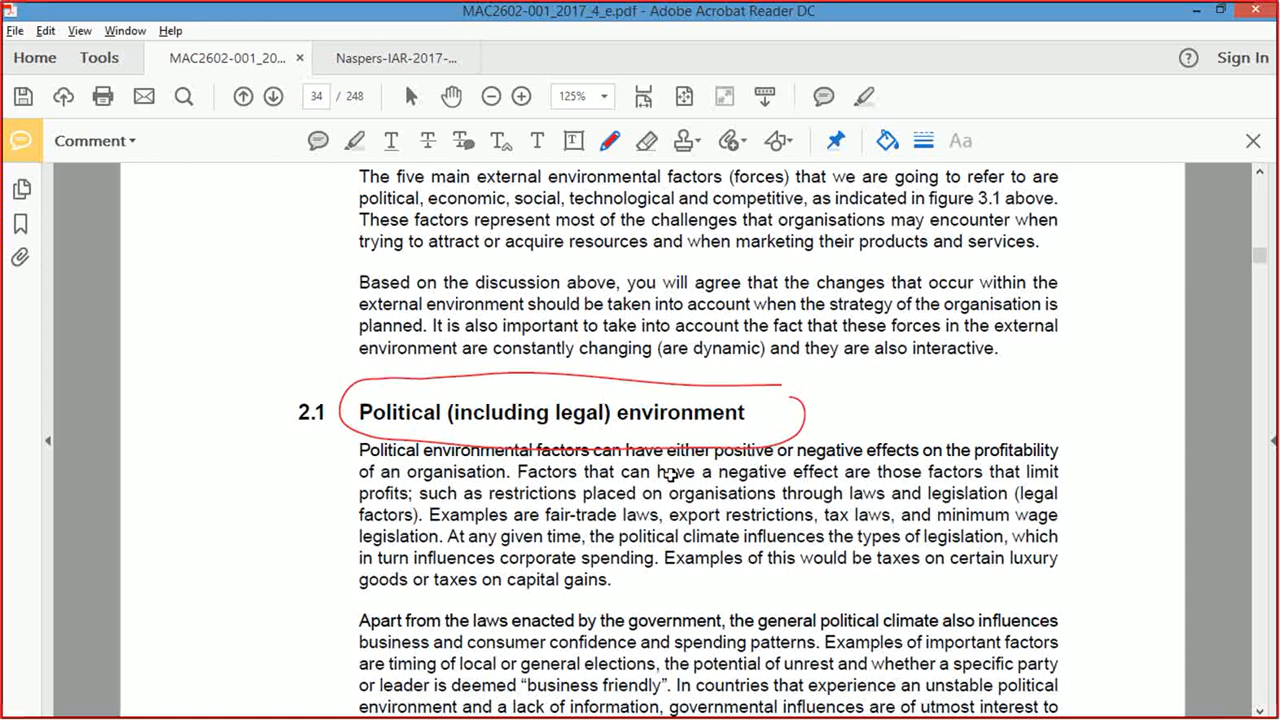 MAC2602-001_2017_4_e.pdf - Adobe Acrobat Reader DC
File Edit View Window Help
Home Tools MAC2602-001_20... × Naspers-IAR-2017-... ? Sign In
34 / 248 125%
Comment T T T T T T Aa
The five main external environmental factors (forces) that we are going to refer to are
political, economic, social, technological and competitive, as indicated in figure 3.1 above.
These factors represent most of the challenges that organisations may encounter when
trying to attract or acquire resources and when marketing their products and services.
Based on the discussion above, you will agree that the changes that occur within the
external environment should be taken into account when the strategy of the organisation is
planned. It is also important to take into account the fact that these forces in the external
environment are constantly changing (are dynamic) and they are also interactive.
2.1 Political (including legal) environment
Political environmental factors can have either positive or negative effects on the profitability
of an organisation. Factors that can have a negative effect are those factors that limit
profits; such as restrictions placed on organisations through laws and legislation (legal
factors). Examples are fair-trade laws, export restrictions, tax laws, and minimum wage
legislation. At any given time, the political climate influences the types of legislation, which
in turn influences corporate spending. Examples of this would be taxes on certain luxury
goods or taxes on capital gains.
Apart from the laws enacted by the government, the general political climate also influences
business and consumer confidence and spending patterns. Examples of important factors
are timing of local or general elections, the potential of unrest and whether a specific party
or leader is deemed “business friendly”. In countries that experience an unstable political
environment and a lack of information, governmental influences are of utmost interest to